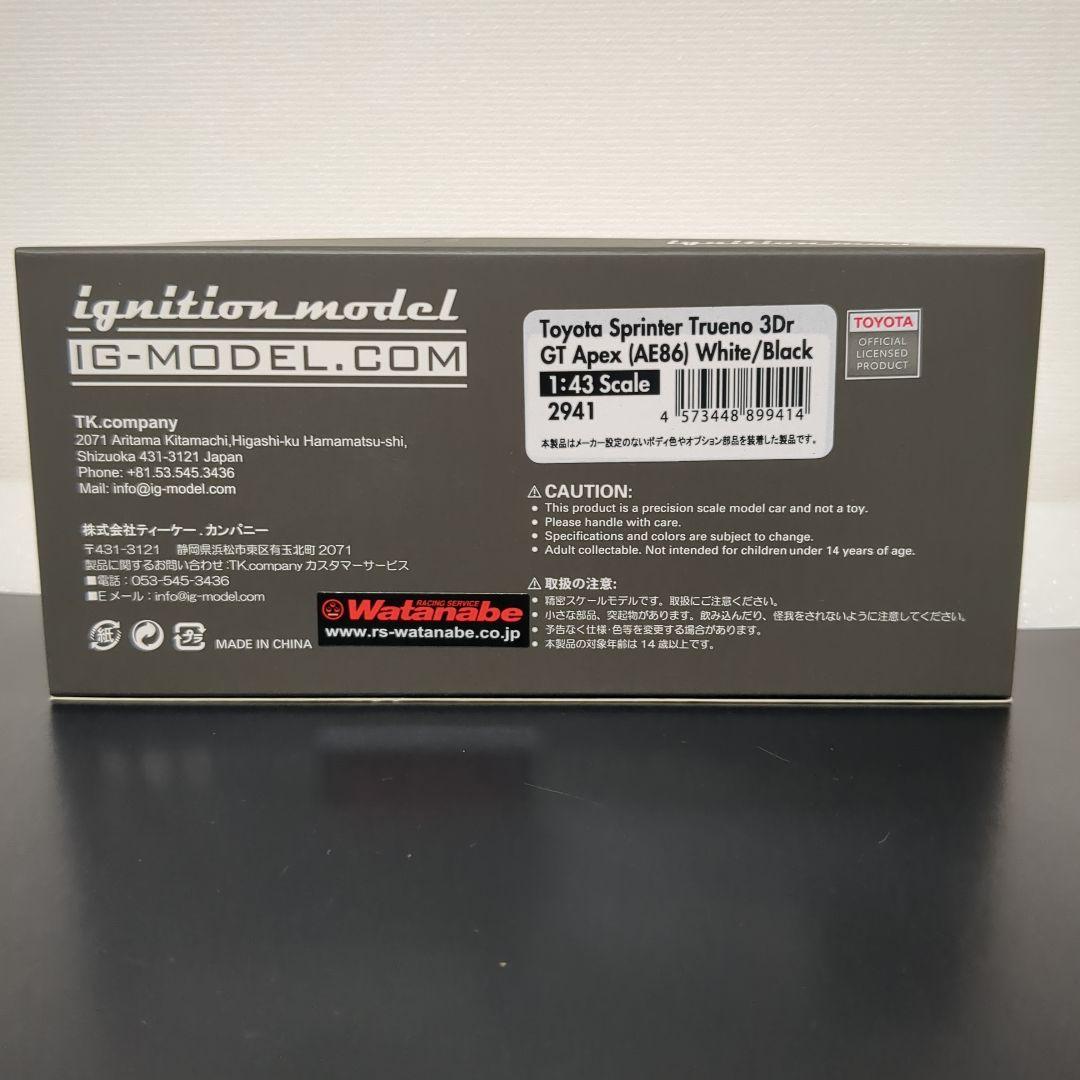 ignition model
ignition model
IG-MODEL.COM
TK.company
2071 Aritama Kitamachi,Higashi-ku Hamamatsu-shi,
Shizuoka 431-3121 Japan
Phone: +81.53.545.3436
Mail: info@ig-model.com
株式会社ティーケー．カンパニー
〒431-3121 静岡県浜松市東区有玉北町2071
製品に関するお問い合わせ:TK.company カスタマーサービス
■電話：053-545-3436
■Eメール：info@ig-model.com
紙
プラ
MADE IN CHINA
RACING SERVICE
Watanabe
www.rs-watanabe.co.jp
Toyota Sprinter Trueno 3Dr
GT Apex (AE86) White/Black
1:43 Scale
2941
4 573448 899414
本製品はメーカー設定のないボディ色やオプション部品を装着した製品です。
TOYOTA
OFFICIAL
LICENSED
PRODUCT
⚠ CAUTION:
• This product is a precision scale model car and not a toy.
• Please handle with care.
• Specifications and colors are subject to change.
• Adult collectable. Not intended for children under 14 years of age.
⚠ 取扱の注意:
• 精密スケールモデルです。取扱にご注意ください。
• 小さな部品、突起物があります。飲み込んだり、怪我をされないように注意してください。
• 予告なく仕様・色等を変更する場合があります。
• 本製品の対象年齢は14歳以上です。